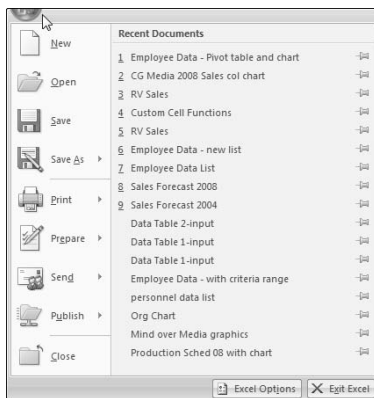 Recent Documents
New
1 Employee Data - Pivot table and chart
2 CG Media 2008 Sales col chart
Open
3 RV Sales
4 Custom Cell Functions
Save
5 RV Sales
6 Employee Data - new list
Save As
7 Employee Data List
8 Sales Forecast 2008
Print
9 Sales Forecast 2004
Data Table 2-input
Prepare
Data Table 1-input
Data Table 1-input
Send
Employee Data - with criteria range
personnel data list
Publish
Org Chart
Mind over Media graphics
Close
Production Sched 08 with chart
Excel Options
Exit Excel